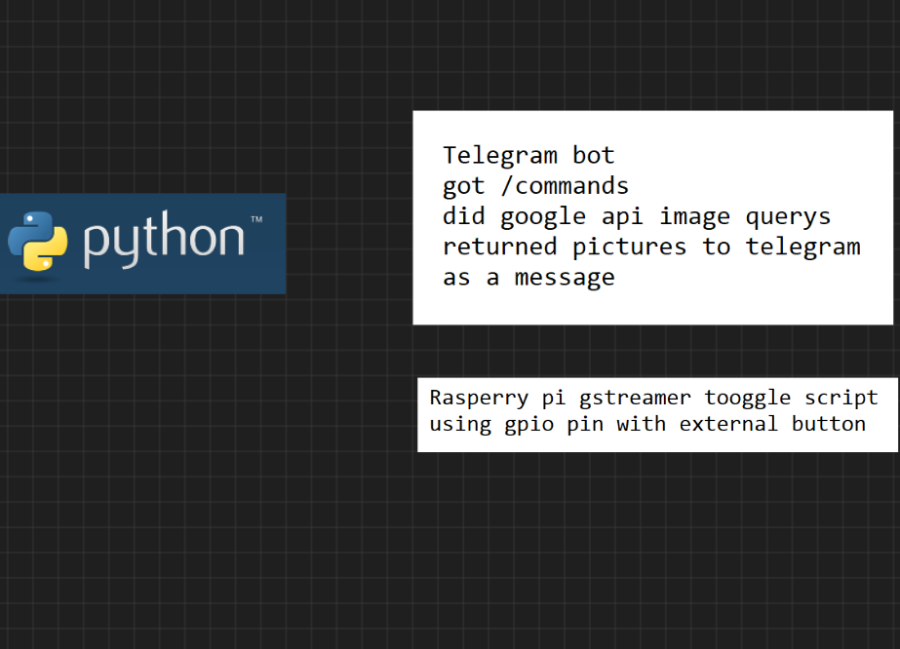 python™
Telegram bot
got /commands
did google api image querys
returned pictures to telegram
as a message
Rasperry pi gstreamer tooggle script
using gpio pin with external button